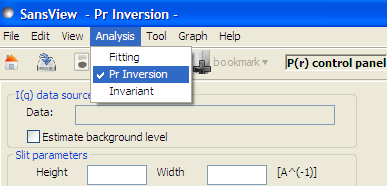 SansView - Pr Inversion -
File Edit View Analysis Tool Graph Help
Fitting
Pr Inversion
Invariant
bookmark
P(r) control panel
I(q) data source
Data:
Estimate background level
Slit parameters
Height Width [A^(-1)]